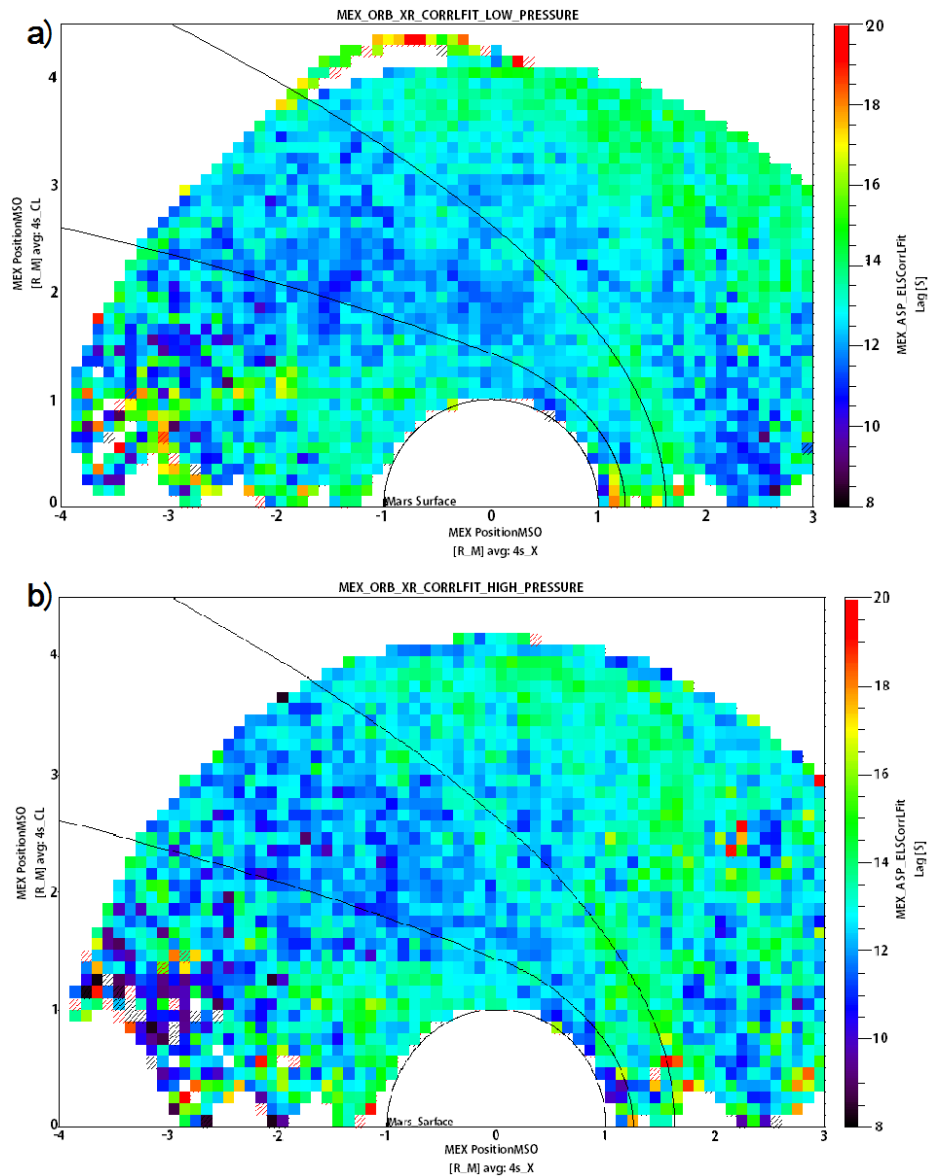 MEX_ORB_XR_CORRLFIT_LOW_PRESSURE
a)
4
3
2
1
0
MEX PositionMSO
[R_M] avg: 4s_CL
Mars Surface
-4
-3
-2
-1
0
1
2
3
MEX PositionMSO
[R_M] avg: 4s_X
20
18
16
14
12
10
8
MEX_ASP_ELSCorrLFit
Lag [S]
MEX_ORB_XR_CORRLFIT_HIGH_PRESSURE
b)
4
3
2
1
0
MEX PositionMSO
[R_M] avg: 4s_CL
Mars_Sarface
-4
-3
-2
-1
0
1
2
3
MEX PositionMSO
[R_M] avg: 4s_X
20
18
16
14
12
10
8
MEX_ASP_ELSCorrLFit
Lag [S]